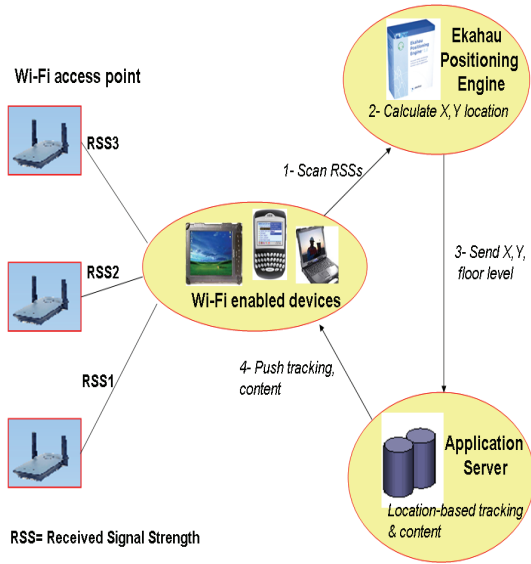 Ekahau
Positioning
Engine
2- Calculate X,Y location
Wi-Fi access point
RSS3
1- Scan RSSs
RSS2
Wi-Fi enabled devices
3- Send X,Y,
floor level
RSS1
4- Push tracking,
content
Application
Server
Location-based tracking
& content
RSS= Received Signal Strength